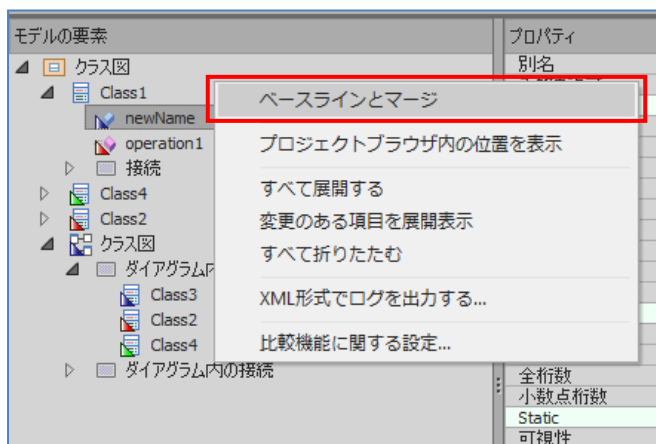 モデルの要素
プロパティ
クラス図
別名
Class1
ベースラインとマージ
newName
operation1
プロジェクトブラウザ内の位置を表示
接続
Class4
すべて展開する
Class2
変更のある項目を展開表示
クラス図
すべて折りたたむ
ダイアグラム
Class3
XML形式でログを出力する...
Class2
Class4
比較機能に関する設定...
ダイアグラム内の接続
全桁数
小数点桁数
Static
可視性